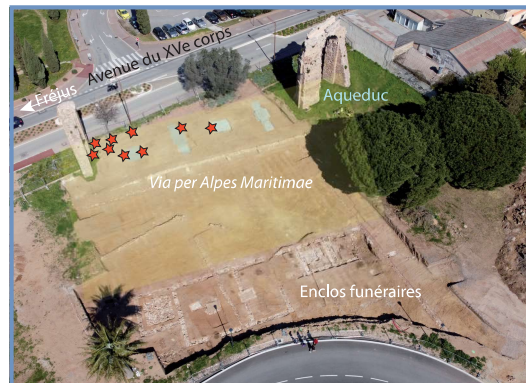 Avenue du XVe corps
Fréjus
Aqueduc
Via per Alpes Maritimae
Enclos funéraires